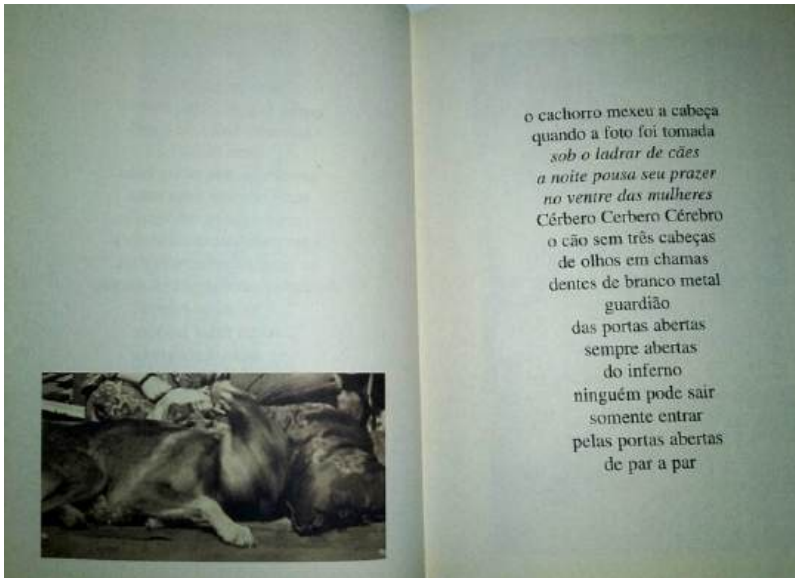 o cachorro mexeu a cabeça
quando a foto foi tomada
sob o ladrar de cães
a noite pousa seu prazer
no ventre das mulheres
Cérbero Cerbero Cérebro
o cão sem três cabeças
de olhos em chamas
dentes de branco metal
guardião
das portas abertas
sempre abertas
do inferno
ninguém pode sair
somente entrar
pelas portas abertas
de par a par